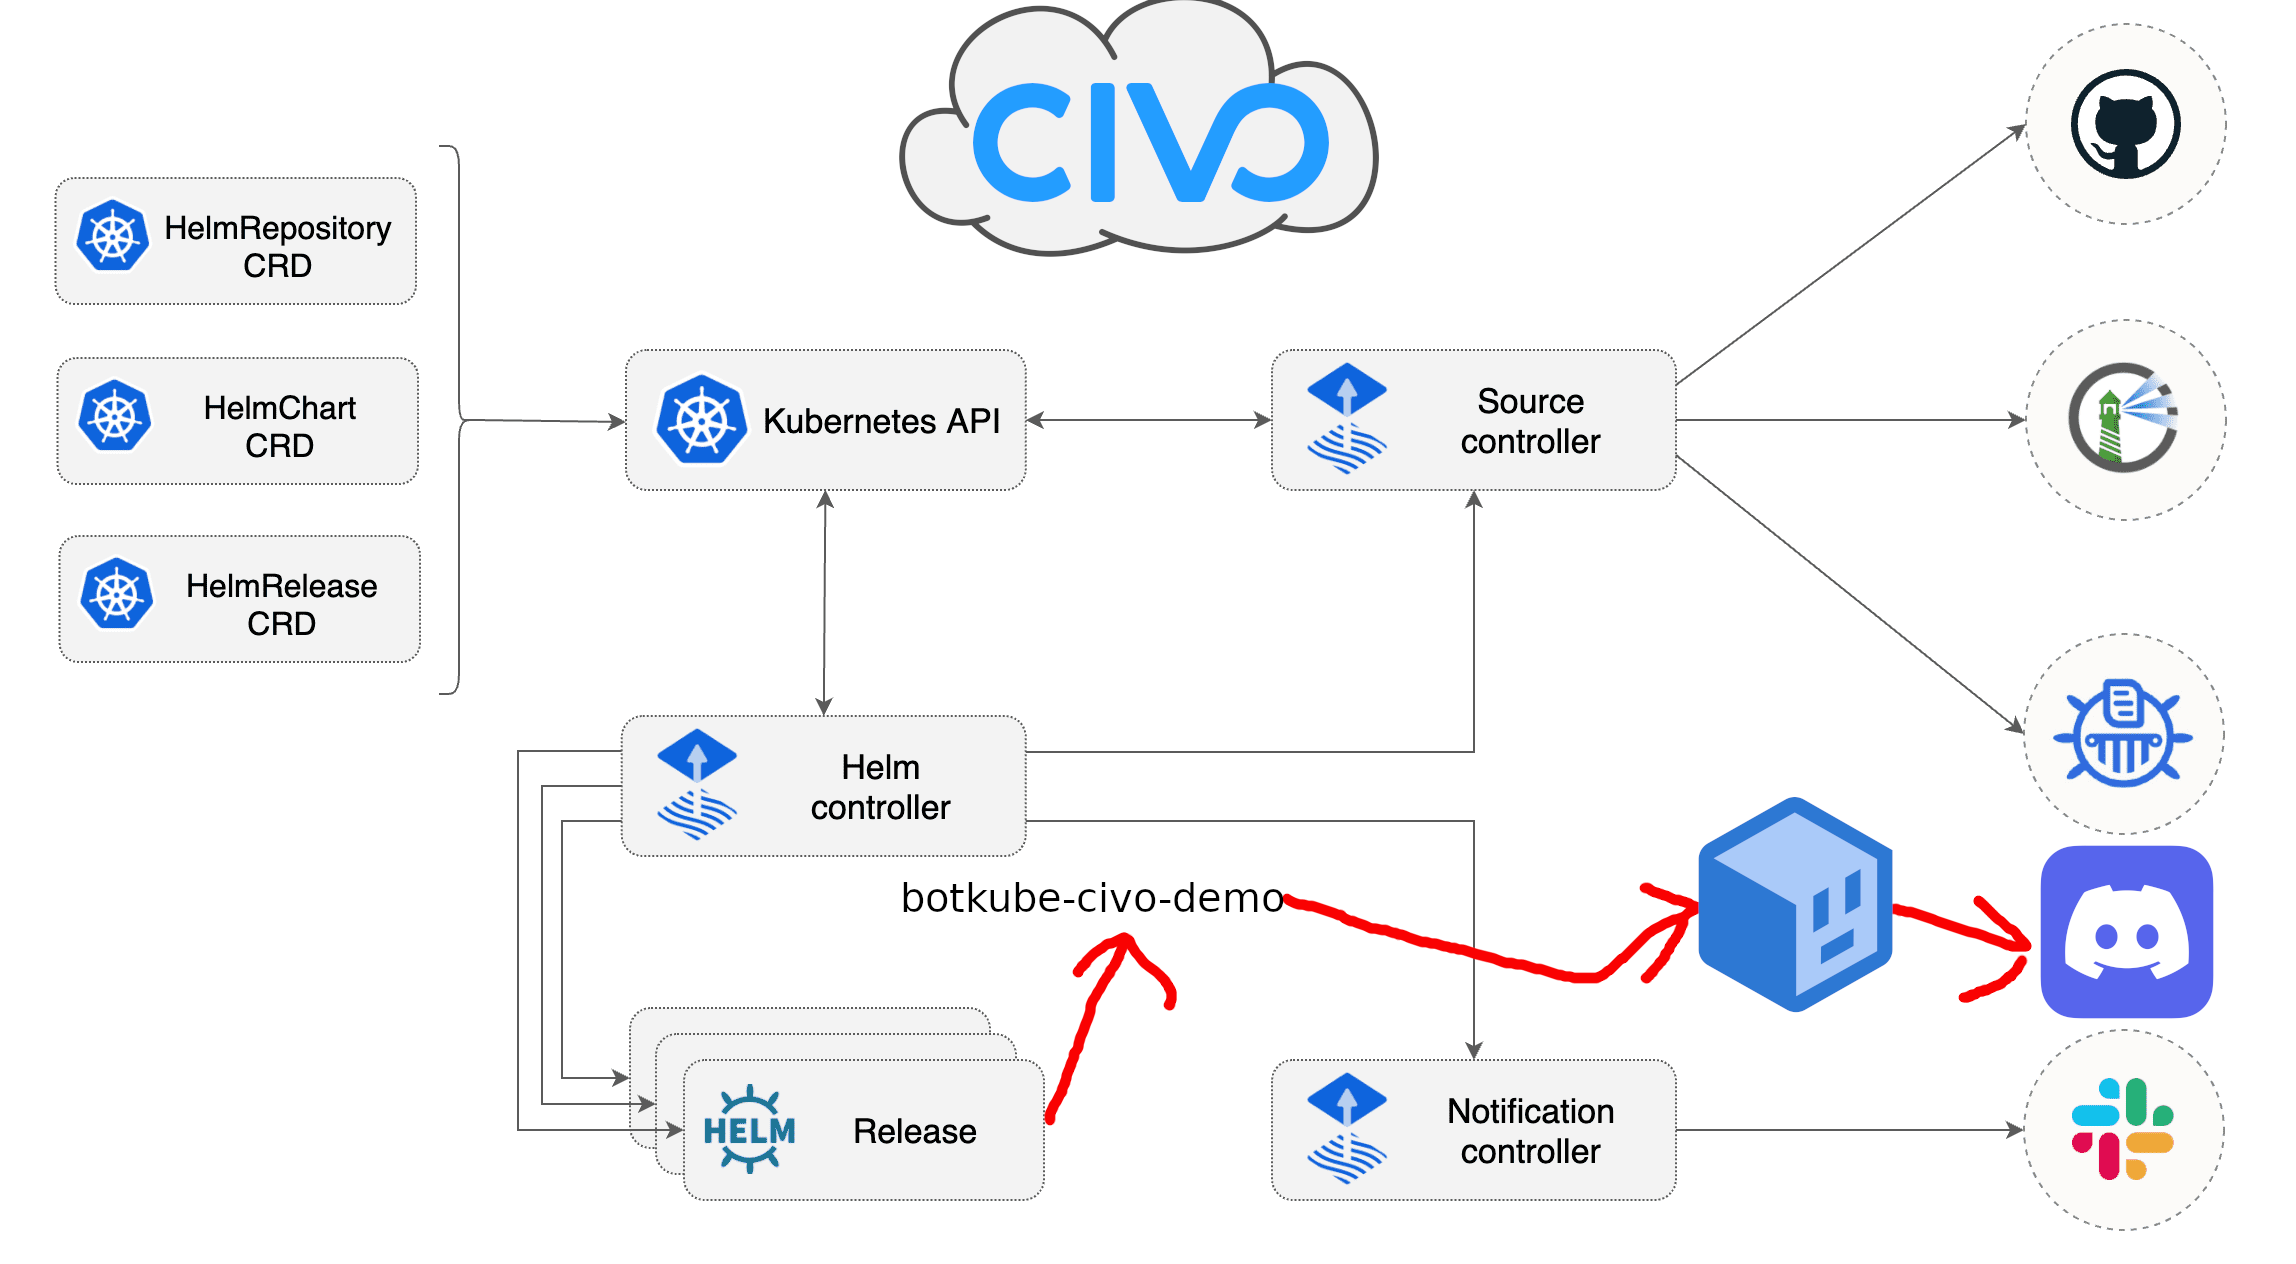 CIVO
HelmRepository
CRD
HelmChart
CRD
HelmRelease
CRD
Kubernetes API
Source
controller
Helm
controller
botkube-civo-demo
HELM
Release
Notification
controller